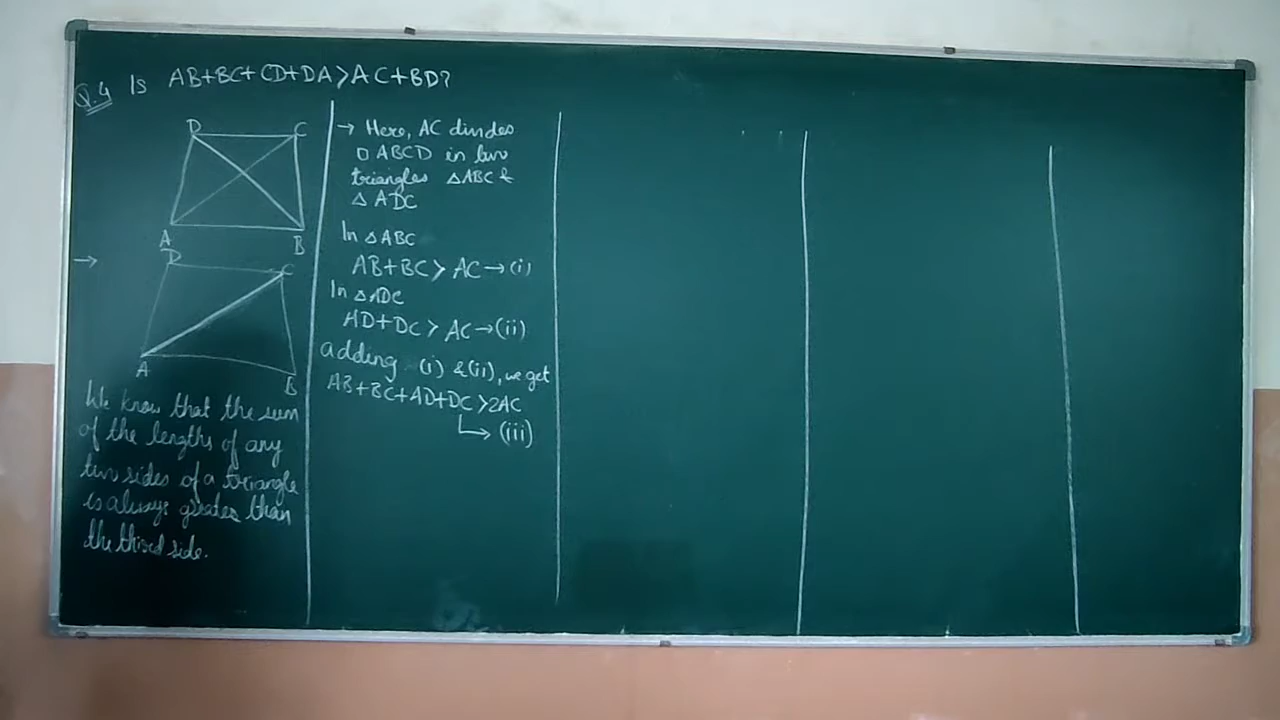 Q.4 Is AB+BC+CD+DA>AC+BD?
D C
A B
→ D C
A B
We know that the sum
of the lengths of any
two sides of a triangle
is always greater than
the third side.
→ Here, AC divides
□ ABCD in two
triangles △ABC &
△ ADC
In △ABC
AB+BC > AC → (i)
In △ADC
AD+DC > AC → (ii)
adding (i) & (ii), we get
AB+BC+AD+DC >2AC
↳ (iii)